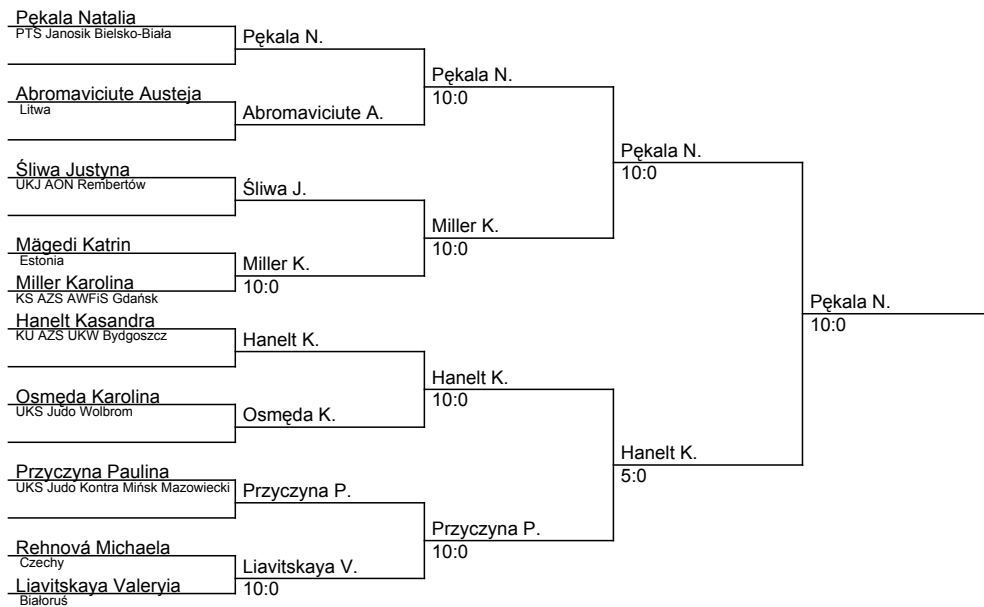 Pękala Natalia
PTS Janosik Bielsko-Biała
Abromaviciute Austeja
Litwa
Śliwa Justyna
UKJ AON Rembertów
Mägedi Katrin
Estonia
Miller Karolina
KS AZS AWFiS Gdańsk
Hanelt Kasandra
KU AZS UKW Bydgoszcz
Osmęda Karolina
UKS Judo Wolbrom
Przyczyna Paulina
UKS Judo Kontra Mińsk Mazowiecki
Rehnová Michaela
Czechy
Liavitskaya Valeryia
Białoruś
Pękala N.
Abromaviciute A.
Śliwa J.
Miller K.
10:0
Hanelt K.
Osmęda K.
Przyczyna P.
Liavitskaya V.
10:0
Pękala N.
10:0
Miller K.
10:0
Hanelt K.
10:0
Przyczyna P.
10:0
Pękala N.
10:0
Hanelt K.
5:0
Pękala N.
10:0